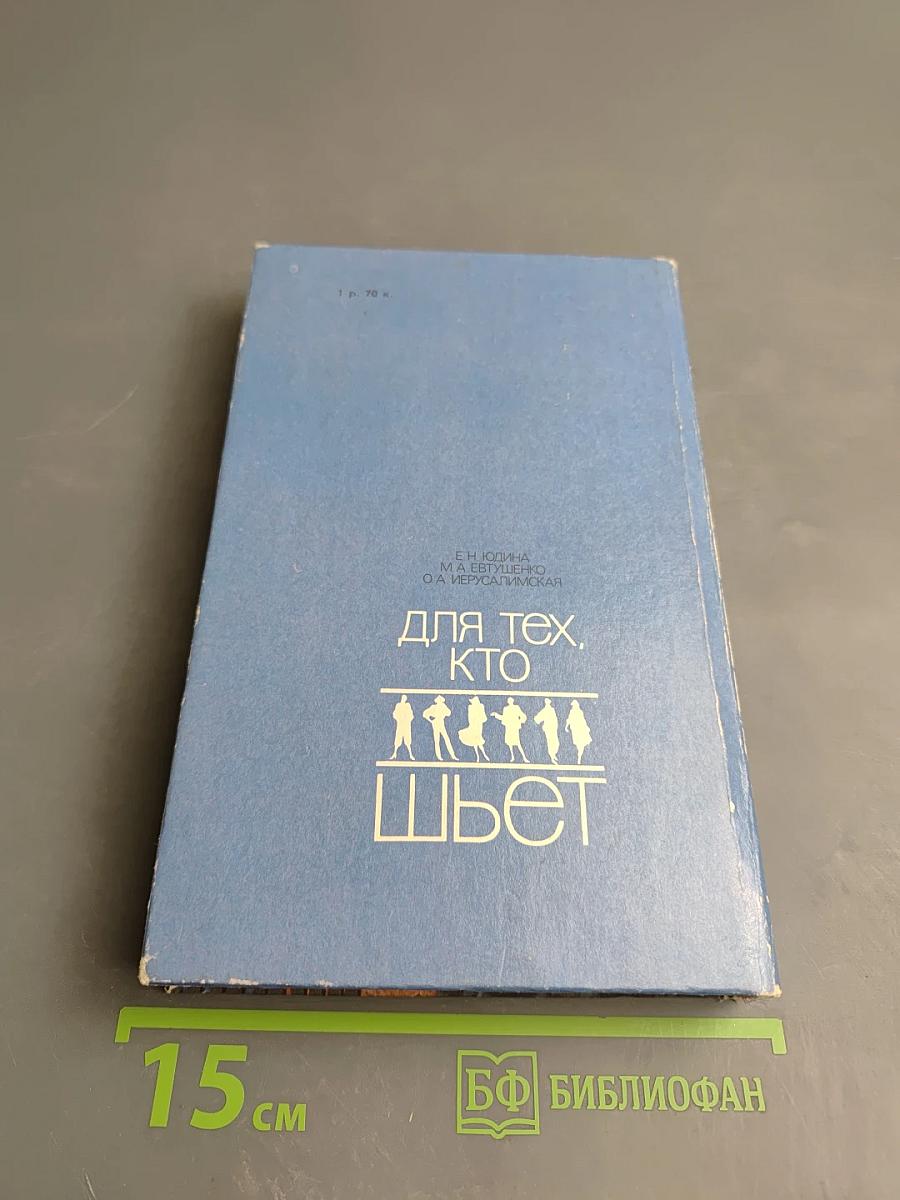 1 р. 70 к.
Е. Н. ЮДИНА
М. А. ЕВТУШЕНКО
О. А. ИЕРУСАЛИМСКАЯ
ДЛЯ ТЕХ,
КТО
ШЬЕТ
15 см
БФ БИБЛИОФАН